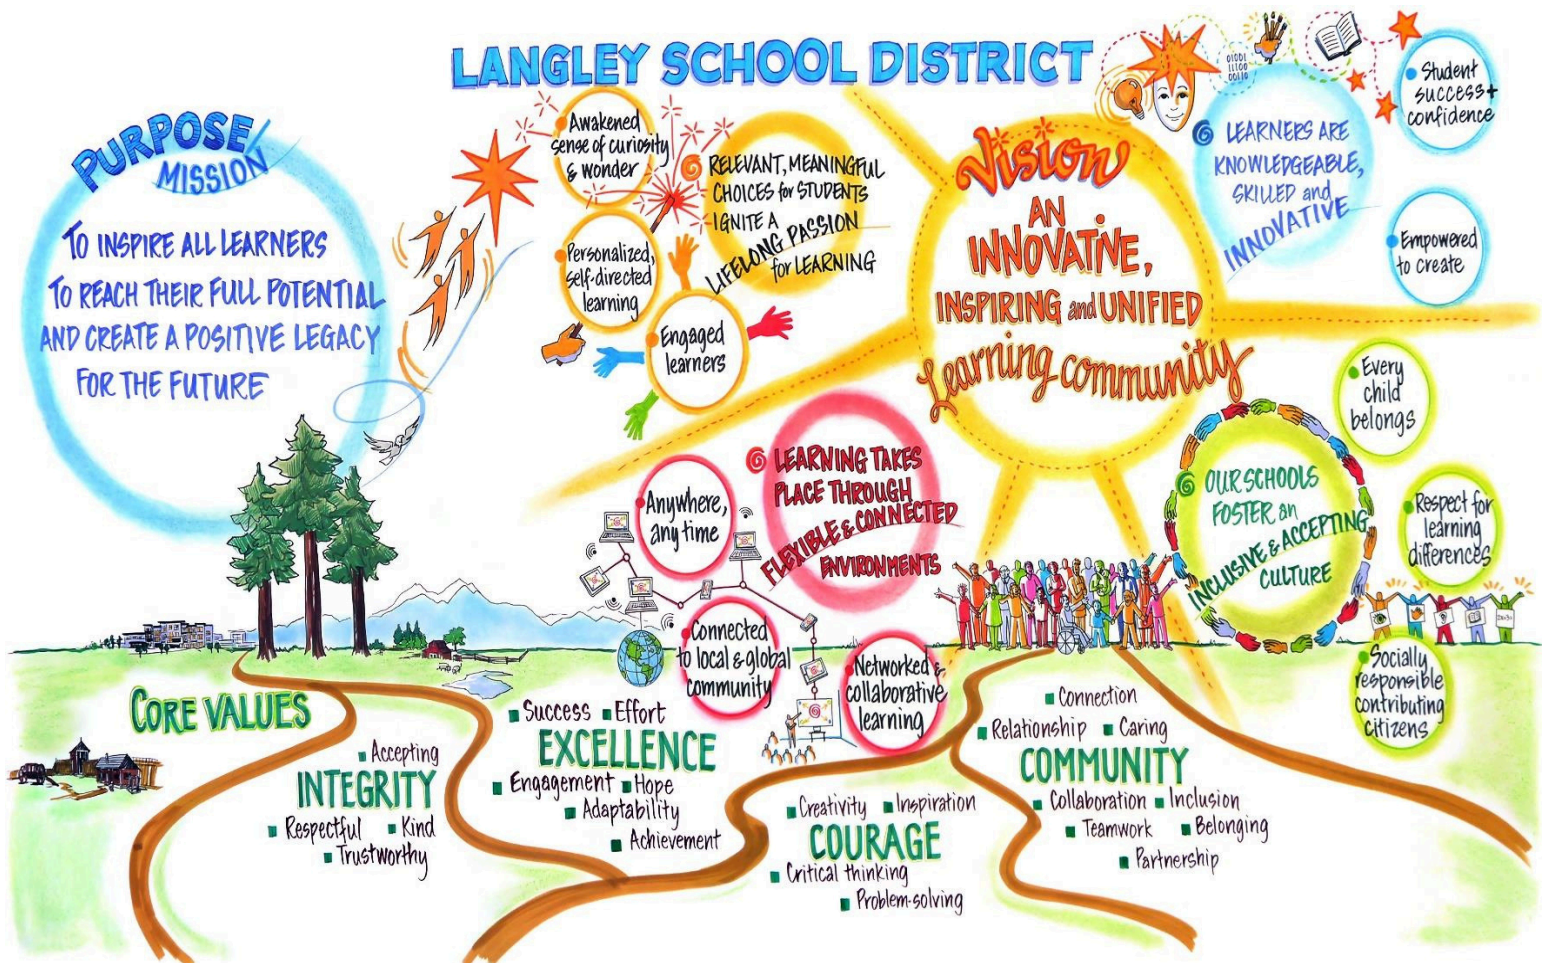 LANGLEY SCHOOL DISTRICT
PURPOSE/
MISSION
TO INSPIRE ALL LEARNERS
TO REACH THEIR FULL POTENTIAL
AND CREATE A POSITIVE LEGACY
FOR THE FUTURE
Awakened
sense of curiosity
& wonder
Personalized,
self-directed
learning
Engaged
learners
RELEVANT, MEANINGFUL
CHOICES for STUDENTS
IGNITE A
LIFELONG PASSION
for LEARNING
Vision
AN
INNOVATIVE,
INSPIRING and UNIFIED
Learning community
01001
11100
00110
LEARNERS ARE
KNOWLEDGEABLE,
SKILLED and
INNOVATIVE
Student
success +
confidence
Empowered
to create
Anywhere,
any time
LEARNING TAKES
PLACE THROUGH
FLEXIBLE & CONNECTED
ENVIRONMENTS
Connected
to local & global
community
Networked &
collaborative
learning
OUR SCHOOLS
FOSTER an
INCLUSIVE & ACCEPTING
CULTURE
Every
child
belongs
Respect for
learning
differences
Socially
responsible
contributing
citizens
CORE VALUES
Accepting
INTEGRITY
Respectful Kind
Trustworthy
Success Effort
EXCELLENCE
Engagement Hope
Adaptability
Achievement
Creativity Inspiration
COURAGE
Critical thinking
Problem-solving
Connection
Relationship Caring
COMMUNITY
Collaboration Inclusion
Teamwork Belonging
Partnership